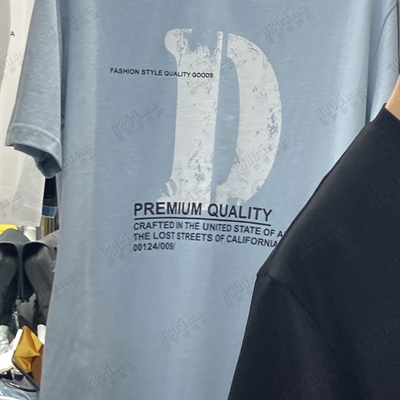 FASHION STYLE QUALITY GOODS
D
PREMIUM QUALITY
CRAFTED IN THE UNITED STATE OF
THE LOST STREETS OF CALIFORNIA
00124/009/